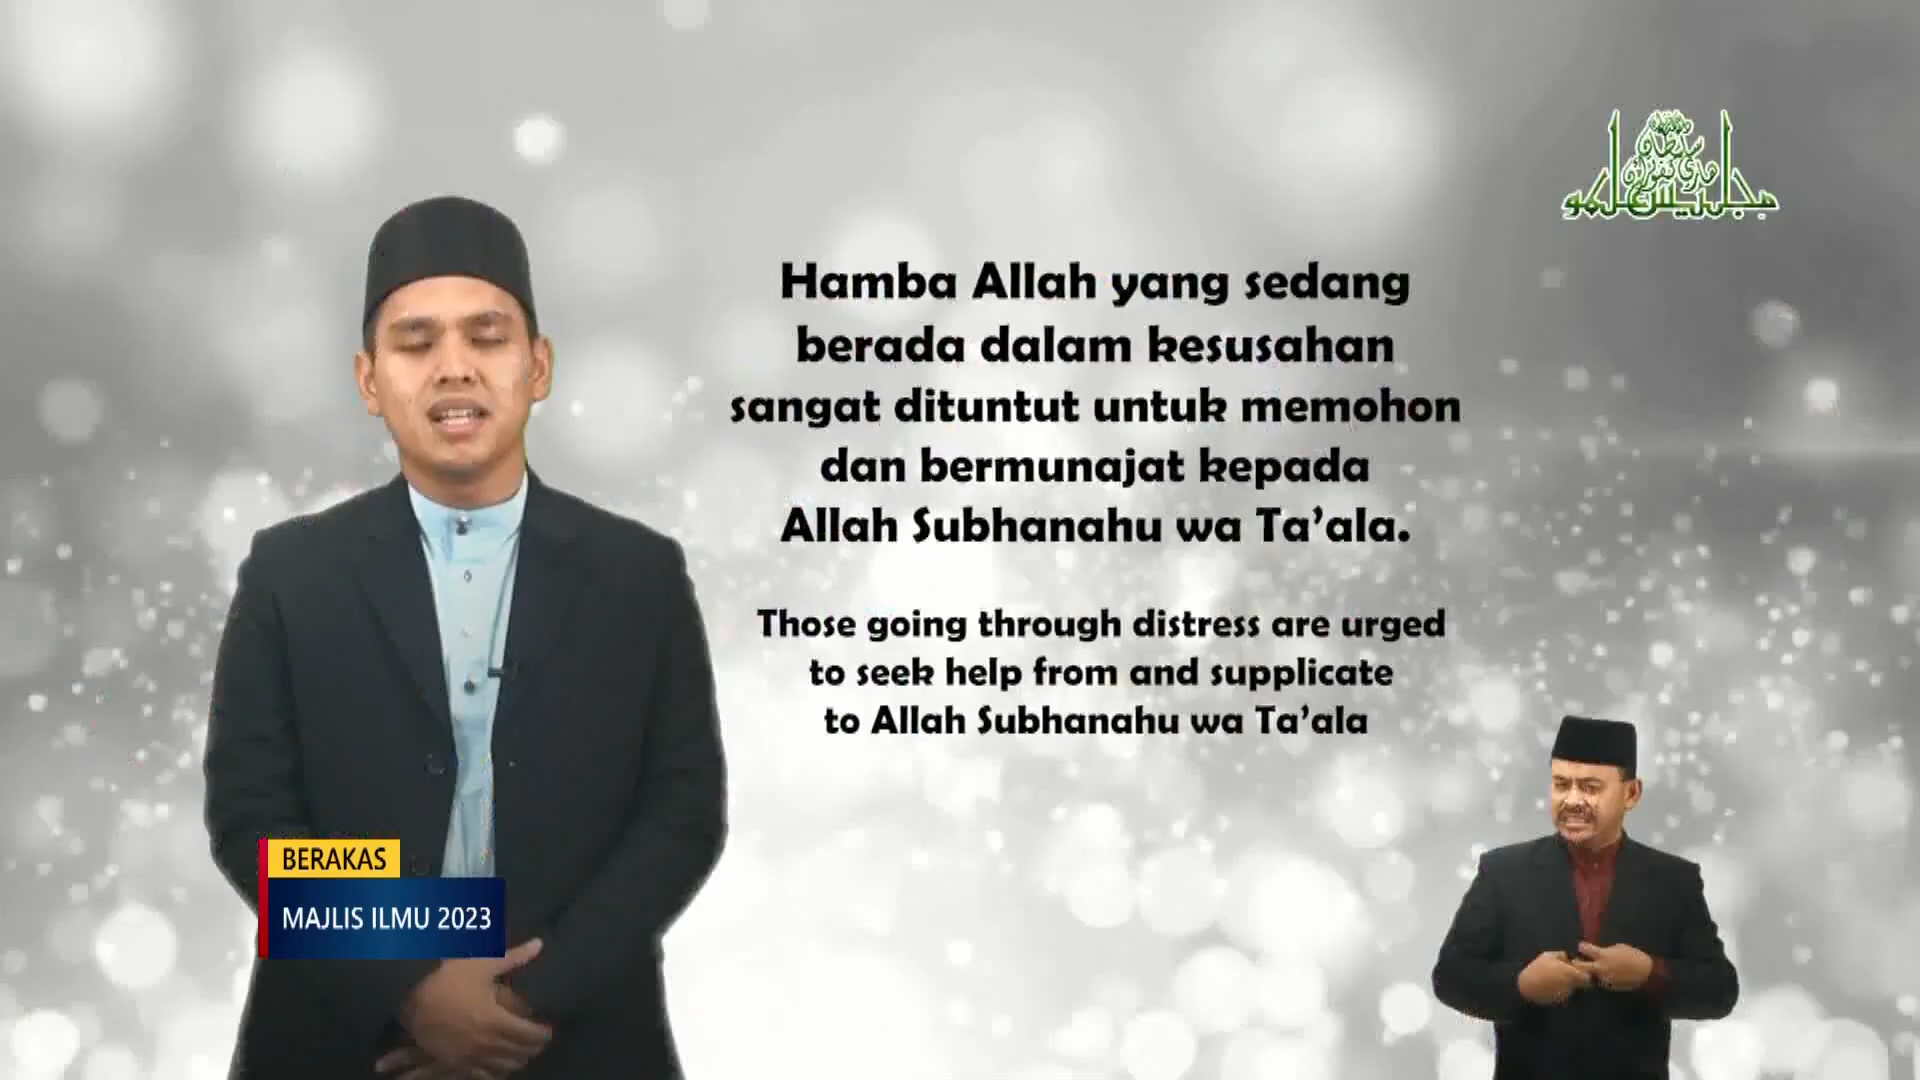 Hamba Allah yang sedang
berada dalam kesusahan
sangat dituntut untuk memohon
dan bermunajat kepada
Allah Subhanahu wa Ta’ala.
Those going through distress are urged
to seek help from and supplicate
to Allah Subhanahu wa Ta’ala
BERAKAS
MAJLIS ILMU 2023